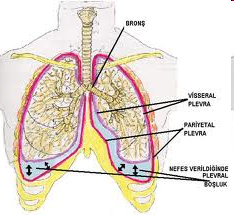 BRONŞ
VİSSERAL
PLEVRA
PARİYETAL
PLEVRA
NEFES VERİLDİĞİNDE
PLEVRAL
BOŞLUK